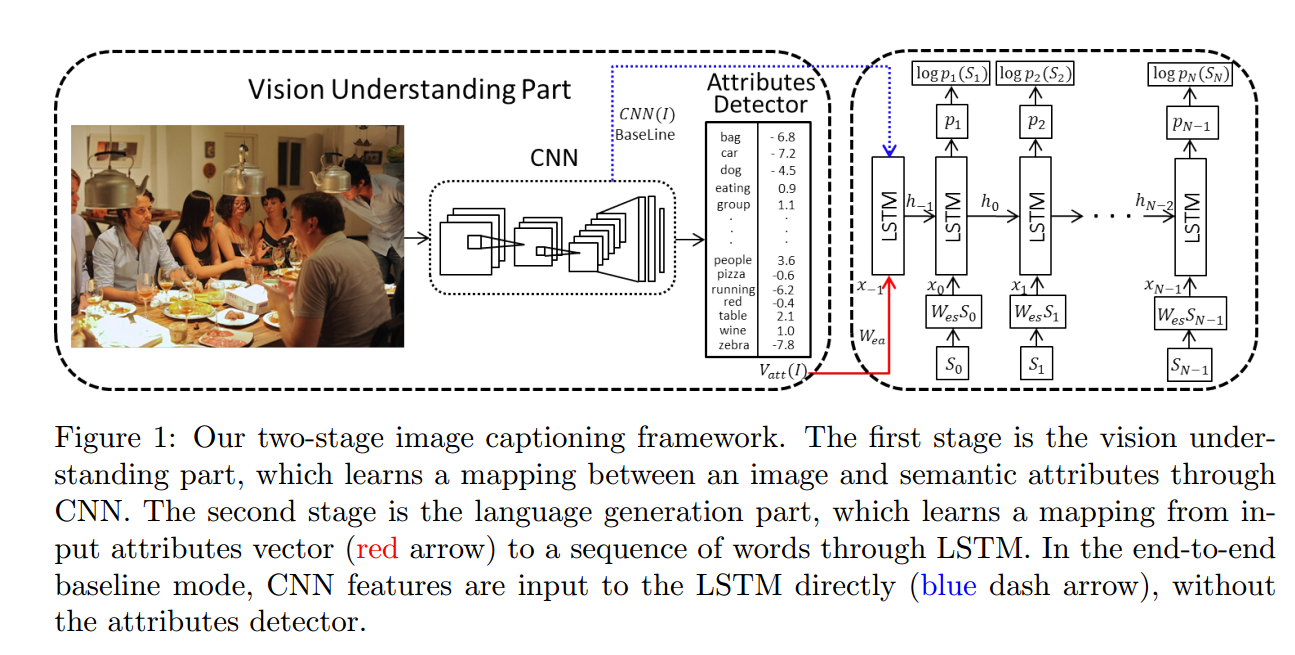 Vision Understanding Part
CNN(I)
BaseLine
CNN
Attributes
Detector
bag - 6.8
car - 7.2
dog - 4.5
eating 0.9
group 1.1
. .
. .
. .
people 3.6
pizza -0.6
running -6.2
red -0.4
table 2.1
wine 1.0
zebra -7.8
V_att(I)
W_ea
log p_1(S_1) log p_2(S_2) log p_N(S_N)
p_1 p_2 p_{N-1}
LSTM LSTM LSTM LSTM
h_{-1} h_0 · · · · h_{N-2}
x_{-1} x_0 x_1 x_{N-1}
W_{es}S_0 W_{es}S_1 W_{es}S_{N-1}
S_0 S_1 S_{N-1}
Figure 1: Our two-stage image captioning framework. The first stage is the vision under-
standing part, which learns a mapping between an image and semantic attributes through
CNN. The second stage is the language generation part, which learns a mapping from in-
put attributes vector (red arrow) to a sequence of words through LSTM. In the end-to-end
baseline mode, CNN features are input to the LSTM directly (blue dash arrow), without
the attributes detector.